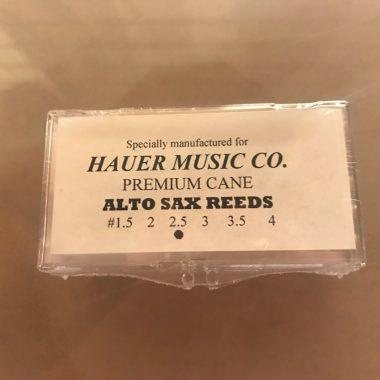 Specially manufactured for
HAUER MUSIC CO.
PREMIUM CANE
ALTO SAX REEDS
#1.5 2 2.5 3 3.5 4